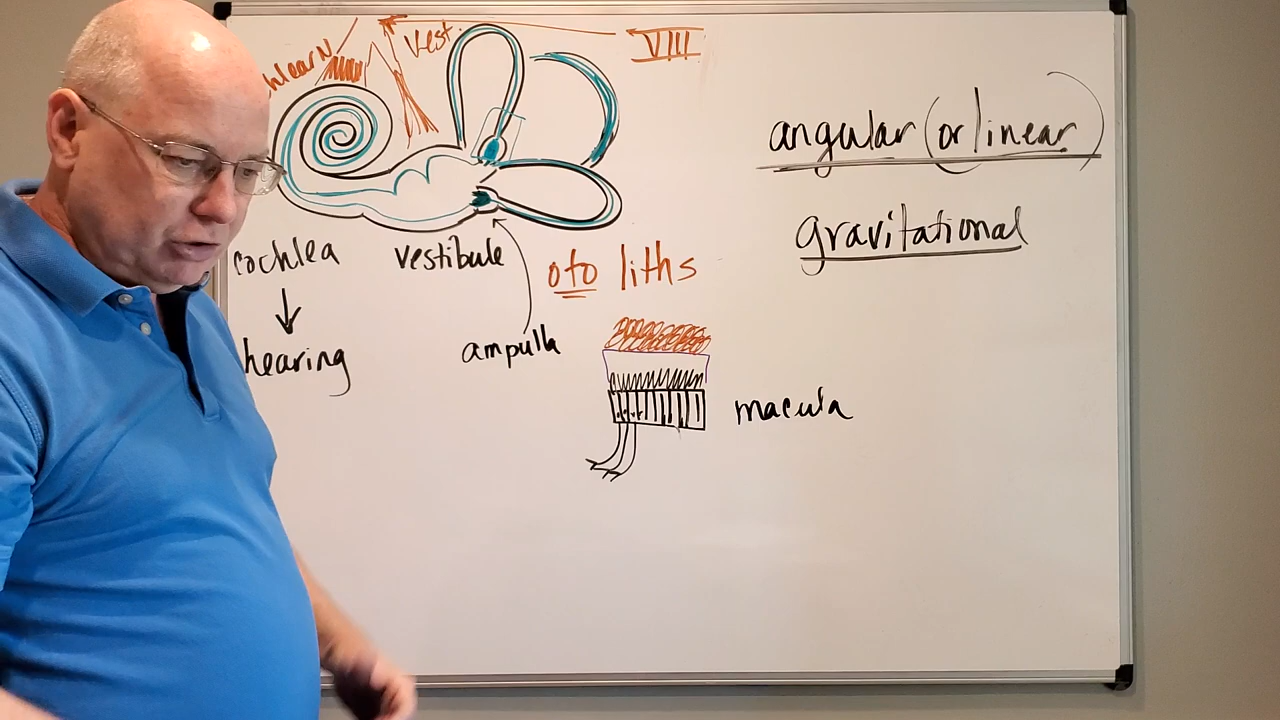 Vest.
VIII
angular (or linear)
gravitational
cochlea
vestibule
oto liths
hearing
ampulla
macula